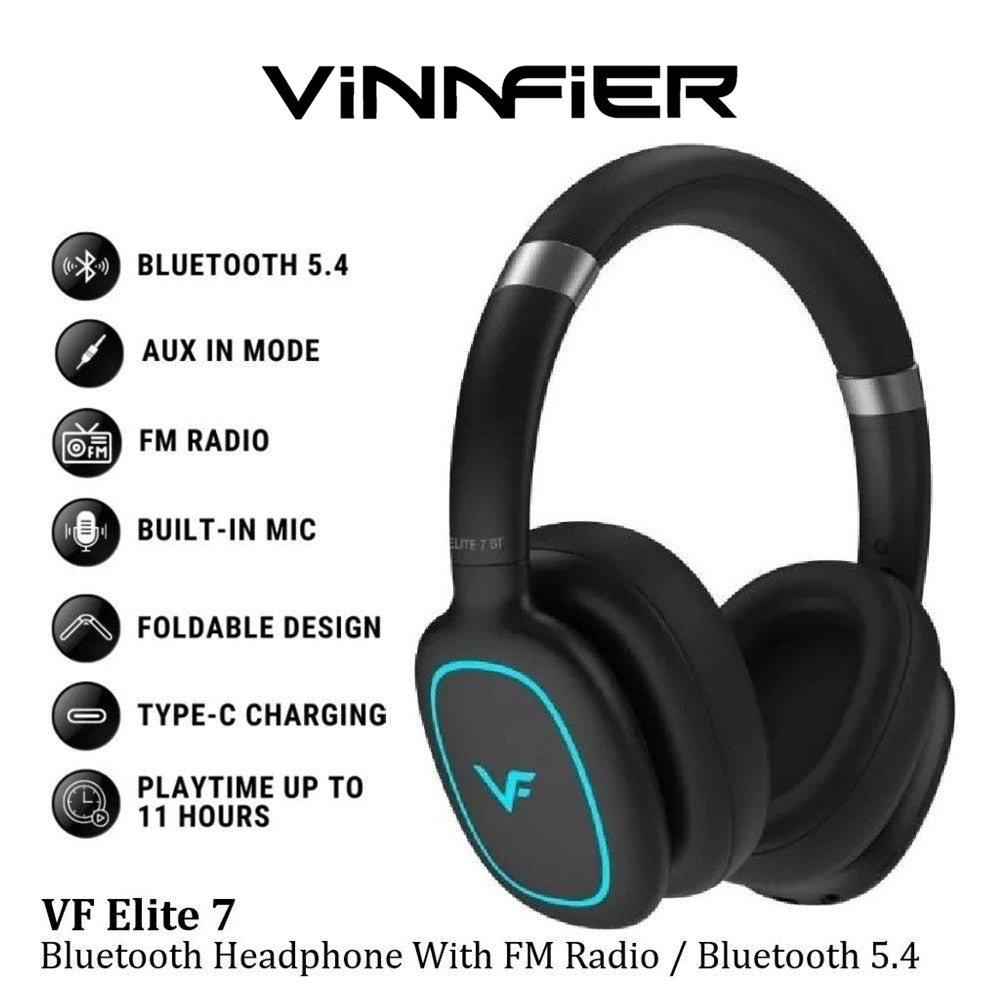 ViNNFiER
BLUETOOTH 5.4
AUX IN MODE
FM RADIO
FM
BUILT-IN MIC
FOLDABLE DESIGN
TYPE-C CHARGING
PLAYTIME UP TO
11 HOURS
ELITE 7 BT
VF
VF Elite 7
Bluetooth Headphone With FM Radio / Bluetooth 5.4